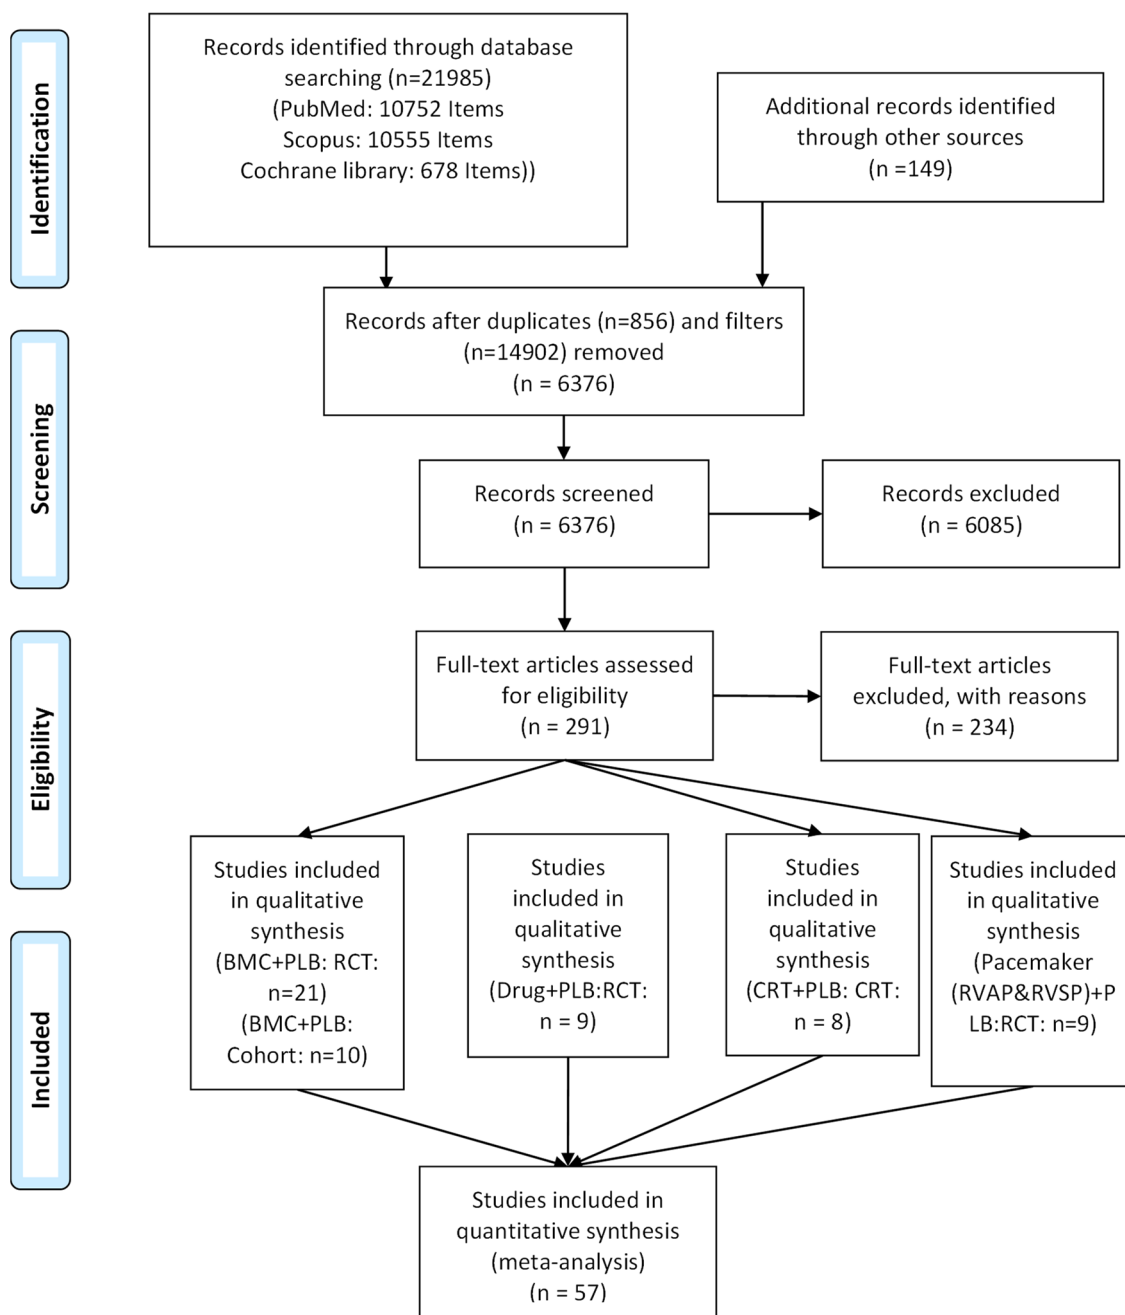 Identification
Records identified through database
searching (n=21985)
(PubMed: 10752 Items
Scopus: 10555 Items
Cochrane library: 678 Items))
Additional records identified
through other sources
(n =149)
Records after duplicates (n=856) and filters
(n=14902) removed
(n = 6376)
Screening
Records screened
(n = 6376)
Records excluded
(n = 6085)
Eligibility
Full-text articles assessed
for eligibility
(n = 291)
Full-text articles
excluded, with reasons
(n = 234)
Studies included
in qualitative
synthesis
(BMC+PLB: RCT:
n=21)
(BMC+PLB:
Cohort: n=10)
Studies
included in
qualitative
synthesis
(Drug+PLB:RCT:
n = 9)
Studies
included in
qualitative
synthesis
(CRT+PLB: CRT:
n = 8)
Studies included
in qualitative
synthesis
(Pacemaker
(RVAP&RVSP)+P
LB:RCT: n=9)
Included
Studies included in
quantitative synthesis
(meta-analysis)
(n = 57)